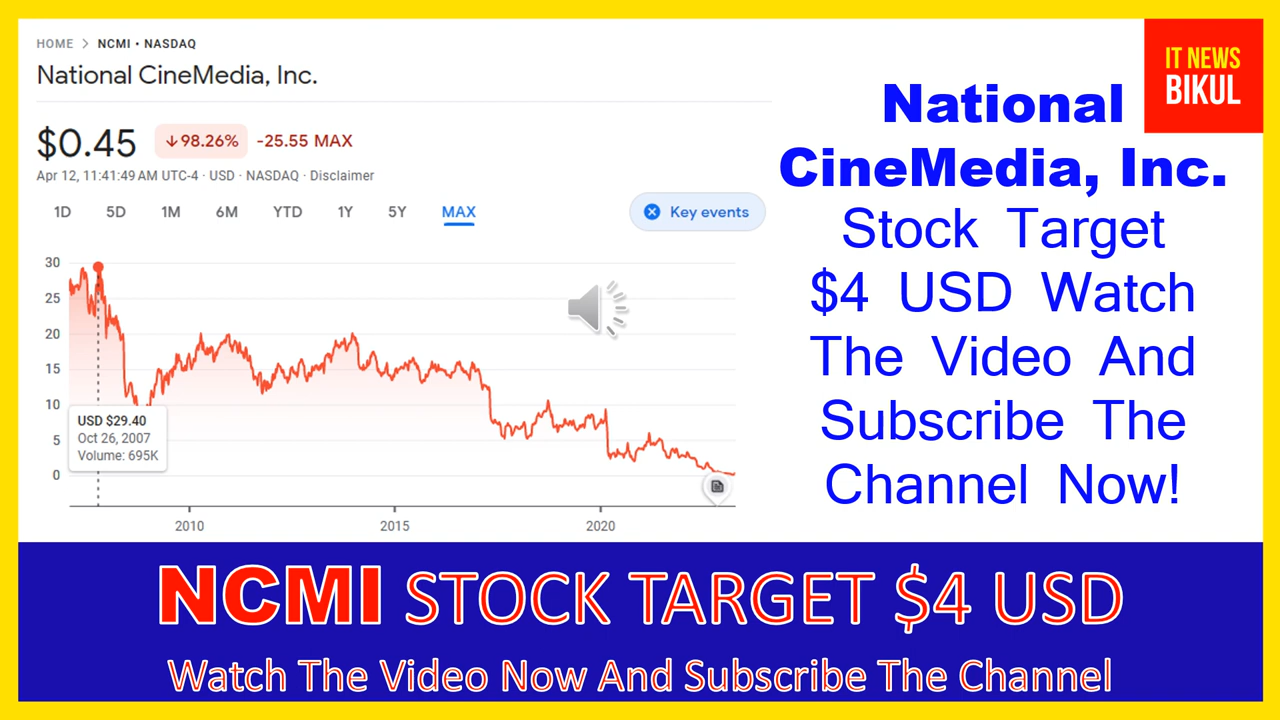 HOME > NCMI • NASDAQ
National CineMedia, Inc.
$0.45 ↓98.26% -25.55 MAX
Apr 12, 11:41:49 AM UTC-4 · USD · NASDAQ · Disclaimer
1D 5D 1M 6M YTD 1Y 5Y MAX
Key events
30
25
20
15
10
5
0
USD $29.40
Oct 26, 2007
Volume: 695K
2010 2015 2020
IT NEWS
BIKUL
National
CineMedia, Inc.
Stock Target
$4 USD Watch
The Video And
Subscribe The
Channel Now!
NCMI STOCK TARGET $4 USD
Watch The Video Now And Subscribe The Channel